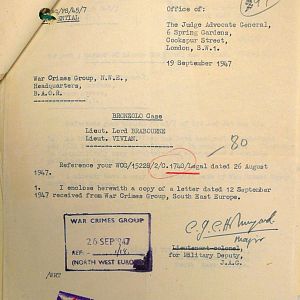 Office of:
The Judge Advocate General,
6 Spring Gardens,
Cockspur Street,
London, S.W.1.
19 September 1947
War Crimes Group, N.W.E.,
Headquarters,
B.A.O.R.
BRONZOLO Case
Lieut. Lord BRABOURNE
Lieut. VIVIAN.
80
Reference your WCG/15228/2/C.1740/Legal dated 26 August
1947.
1. I enclose herewith a copy of a letter dated 12 September
1947 received from War Crimes Group, South East Europe.
WAR CRIMES GROUP
26 SEP 1947
REF:
(NORTH WEST EUROPE)
Major
Lieutenant-colonel,
for Military Deputy,
J.A.G.